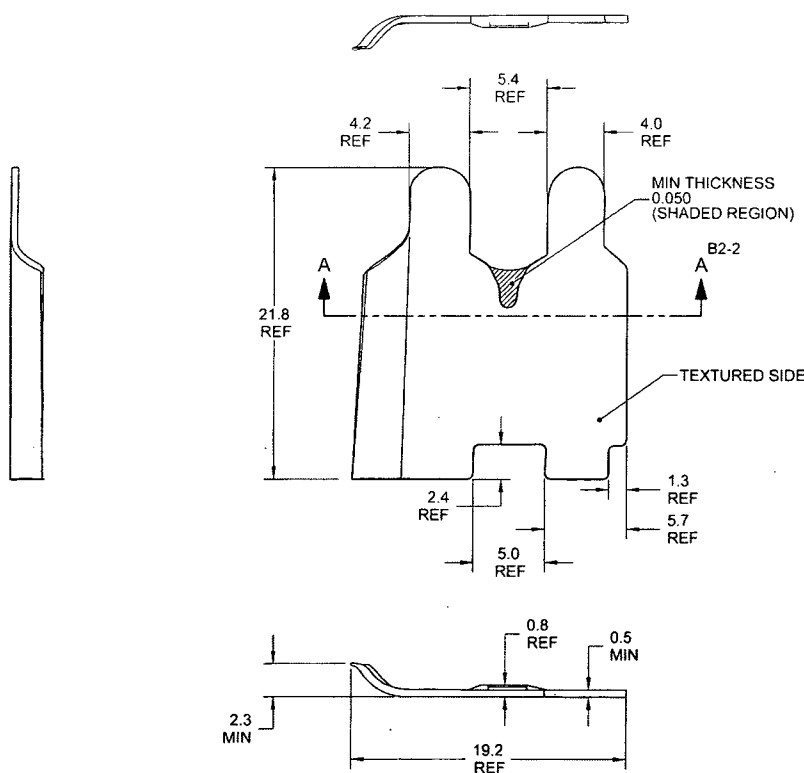 5.4
REF
4.2
REF
4.0
REF
MIN THICKNESS
0.050
(SHADED REGION)
B2-2
A
A
21.8
REF
TEXTURED SIDE
2.4
REF
1.3
REF
5.7
REF
5.0
REF
0.8
REF
0.5
MIN
2.3
MIN
19.2
REF